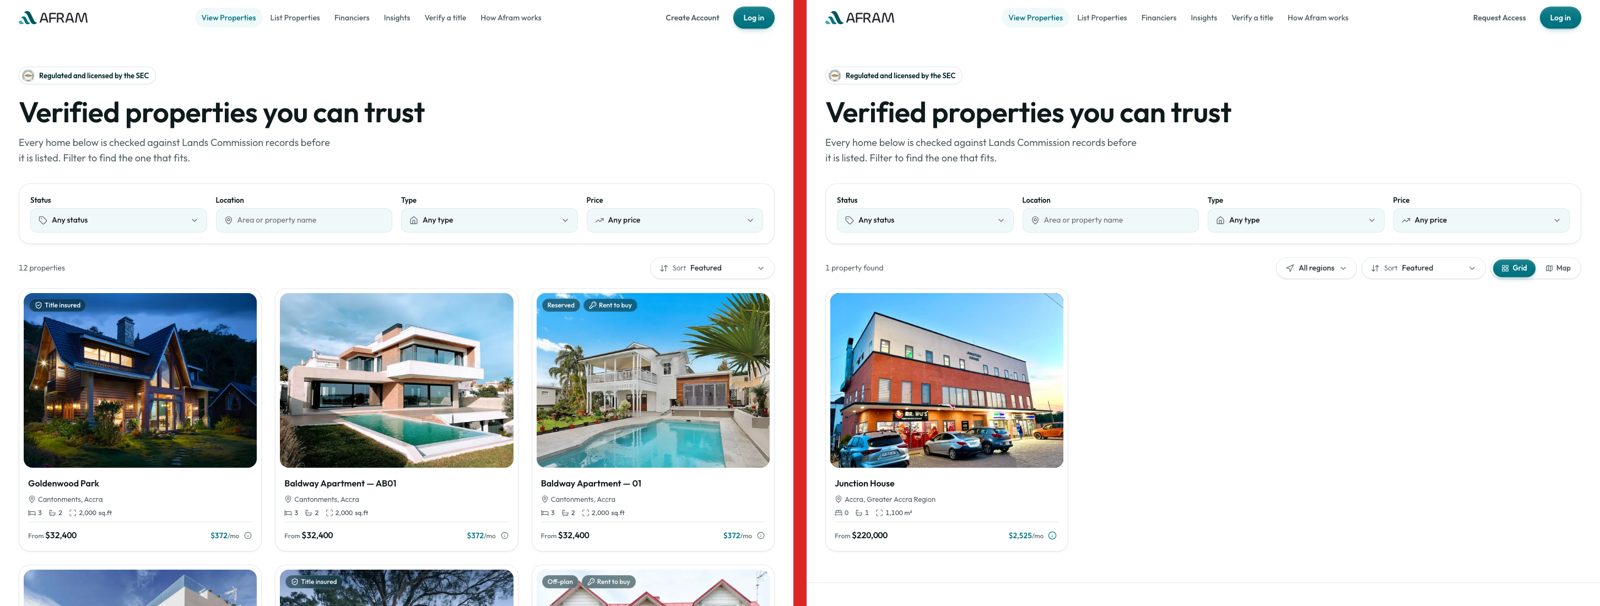 AFRAM
View Properties
List Properties
Financiers
Insights
Verify a title
How Afram works
Create Account
Log in
Regulated and licensed by the SEC
Verified properties you can trust
Every home below is checked against Lands Commission records before
it is listed. Filter to find the one that fits.
Status
Location
Type
Price
Any status
Area or property name
Any type
Any price
12 properties
Sort Featured
Title insured
Reserved
Rent to buy
Goldenwood Park
Cantonments, Accra
3 2 2,000 sq.ft
From $32,400
$372/mo
Baldway Apartment — AB01
Cantonments, Accra
3 2 2,000 sq.ft
From $32,400
$372/mo
Baldway Apartment — 01
Cantonments, Accra
3 2 2,000 sq.ft
From $32,400
$372/mo
Title insured
Off-plan
Rent to buy
AFRAM
View Properties
List Properties
Financiers
Insights
Verify a title
How Afram works
Request Access
Log in
Regulated and licensed by the SEC
Verified properties you can trust
Every home below is checked against Lands Commission records before
it is listed. Filter to find the one that fits.
Status
Location
Type
Price
Any status
Area or property name
Any type
Any price
1 property found
All regions
Sort Featured
Grid
Map
JUNCTION
HOUSE
MR. WU'S
Junction House
Accra, Greater Accra Region
0 1 1,100 m²
From $220,000
$2,525/mo